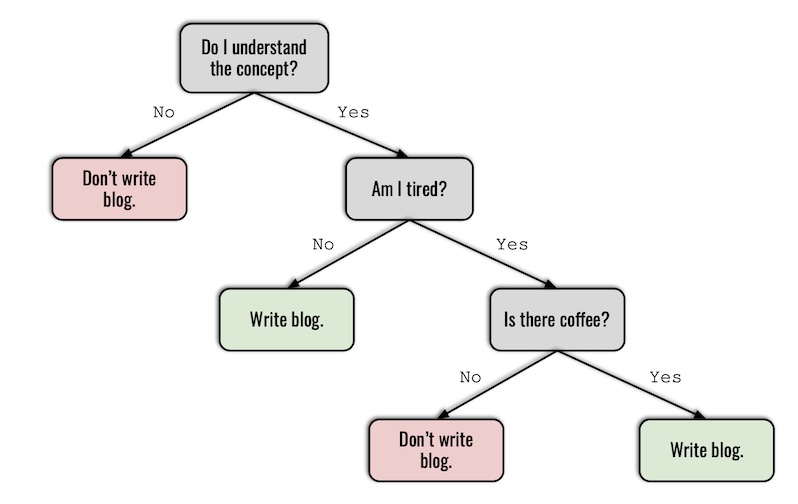 Do I understand
the concept?
No
Yes
Don't write
blog.
Am I tired?
No
Yes
Write blog.
Is there coffee?
No
Yes
Don't write
blog.
Write blog.